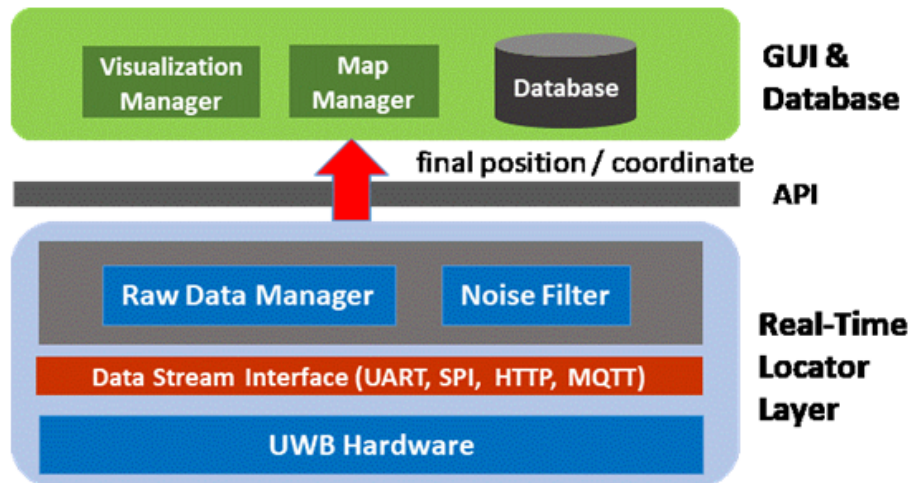 Visualization
Manager
Map
Manager
Database
GUI &
Database
final position / coordinate
API
Raw Data Manager
Noise Filter
Real-Time
Locator
Layer
Data Stream Interface (UART, SPI, HTTP, MQTT)
UWB Hardware